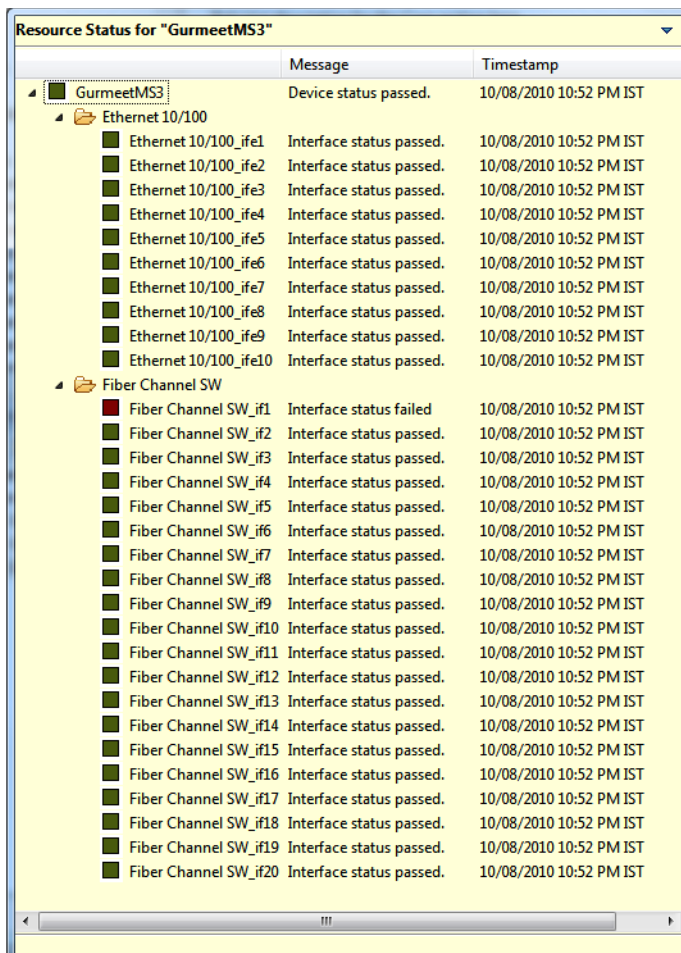 Resource Status for "GurmeetMS3"
Message Timestamp
GurmeetMS3 Device status passed. 10/08/2010 10:52 PM IST
Ethernet 10/100
Ethernet 10/100_ife1 Interface status passed. 10/08/2010 10:52 PM IST
Ethernet 10/100_ife2 Interface status passed. 10/08/2010 10:52 PM IST
Ethernet 10/100_ife3 Interface status passed. 10/08/2010 10:52 PM IST
Ethernet 10/100_ife4 Interface status passed. 10/08/2010 10:52 PM IST
Ethernet 10/100_ife5 Interface status passed. 10/08/2010 10:52 PM IST
Ethernet 10/100_ife6 Interface status passed. 10/08/2010 10:52 PM IST
Ethernet 10/100_ife7 Interface status passed. 10/08/2010 10:52 PM IST
Ethernet 10/100_ife8 Interface status passed. 10/08/2010 10:52 PM IST
Ethernet 10/100_ife9 Interface status passed. 10/08/2010 10:52 PM IST
Ethernet 10/100_ife10 Interface status passed. 10/08/2010 10:52 PM IST
Fiber Channel SW
Fiber Channel SW_if1 Interface status failed 10/08/2010 10:52 PM IST
Fiber Channel SW_if2 Interface status passed. 10/08/2010 10:52 PM IST
Fiber Channel SW_if3 Interface status passed. 10/08/2010 10:52 PM IST
Fiber Channel SW_if4 Interface status passed. 10/08/2010 10:52 PM IST
Fiber Channel SW_if5 Interface status passed. 10/08/2010 10:52 PM IST
Fiber Channel SW_if6 Interface status passed. 10/08/2010 10:52 PM IST
Fiber Channel SW_if7 Interface status passed. 10/08/2010 10:52 PM IST
Fiber Channel SW_if8 Interface status passed. 10/08/2010 10:52 PM IST
Fiber Channel SW_if9 Interface status passed. 10/08/2010 10:52 PM IST
Fiber Channel SW_if10 Interface status passed. 10/08/2010 10:52 PM IST
Fiber Channel SW_if11 Interface status passed. 10/08/2010 10:52 PM IST
Fiber Channel SW_if12 Interface status passed. 10/08/2010 10:52 PM IST
Fiber Channel SW_if13 Interface status passed. 10/08/2010 10:52 PM IST
Fiber Channel SW_if14 Interface status passed. 10/08/2010 10:52 PM IST
Fiber Channel SW_if15 Interface status passed. 10/08/2010 10:52 PM IST
Fiber Channel SW_if16 Interface status passed. 10/08/2010 10:52 PM IST
Fiber Channel SW_if17 Interface status passed. 10/08/2010 10:52 PM IST
Fiber Channel SW_if18 Interface status passed. 10/08/2010 10:52 PM IST
Fiber Channel SW_if19 Interface status passed. 10/08/2010 10:52 PM IST
Fiber Channel SW_if20 Interface status passed. 10/08/2010 10:52 PM IST